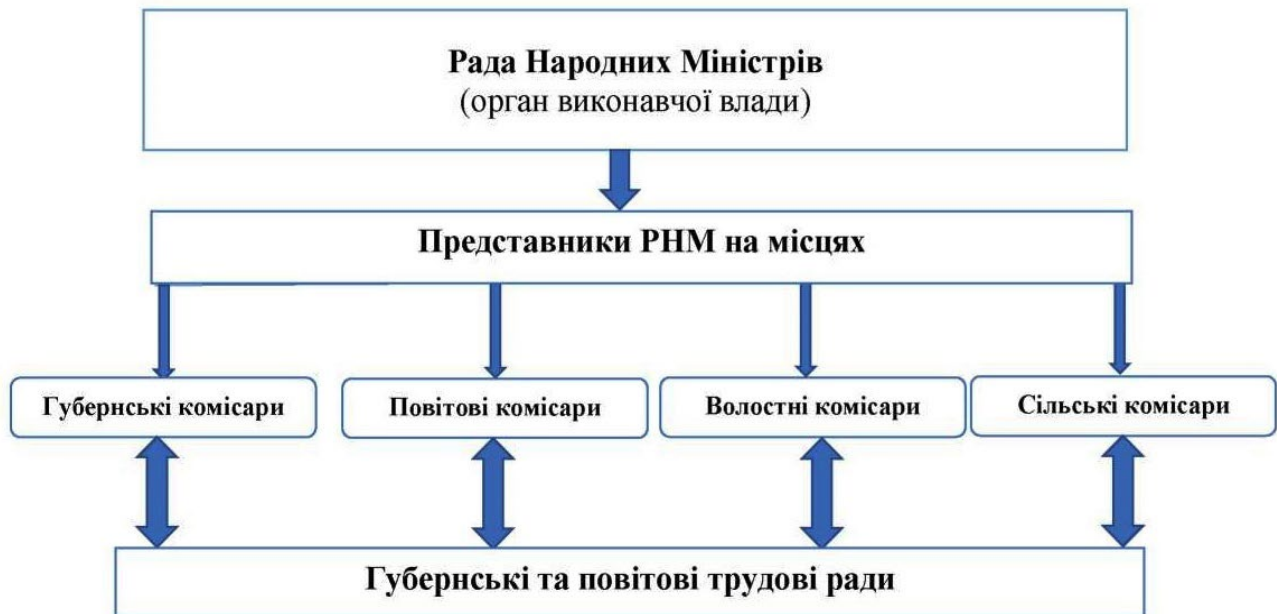 Рада Народних Міністрів
(орган виконавчої влади)
Представники РНМ на місцях
Губернські комісари
Повітові комісари
Волостні комісари
Сільські комісари
Губернські та повітові трудові ради